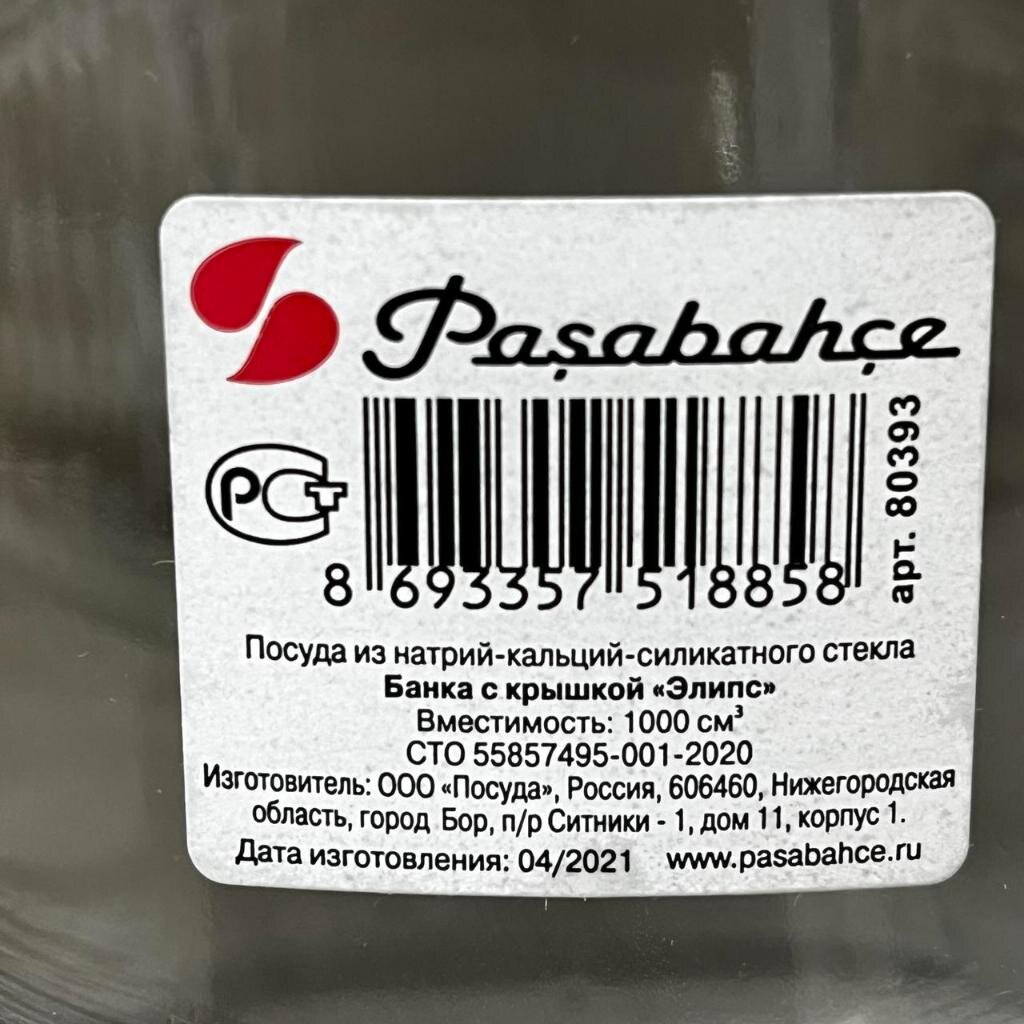 Paşabahçe
РСТ
арт. 80393
8 693357 518858
Посуда из натрий-кальций-силикатного стекла
Банка с крышкой «Элипс»
Вместимость: 1000 см³
СТО 55857495-001-2020
Изготовитель: ООО «Посуда», Россия, 606460, Нижегородская
область, город Бор, п/р Ситники - 1, дом 11, корпус 1.
Дата изготовления: 04/2021 www.pasabahce.ru